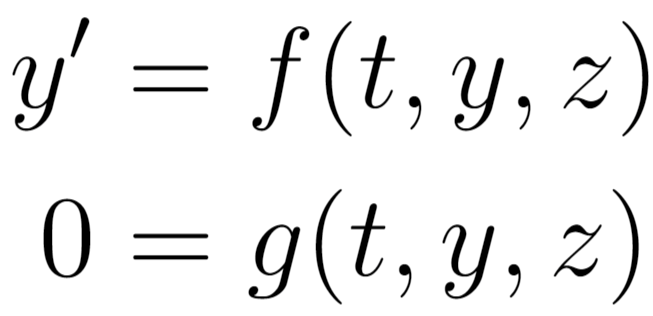 y′ = f(t, y, z)
0 = g(t, y, z)